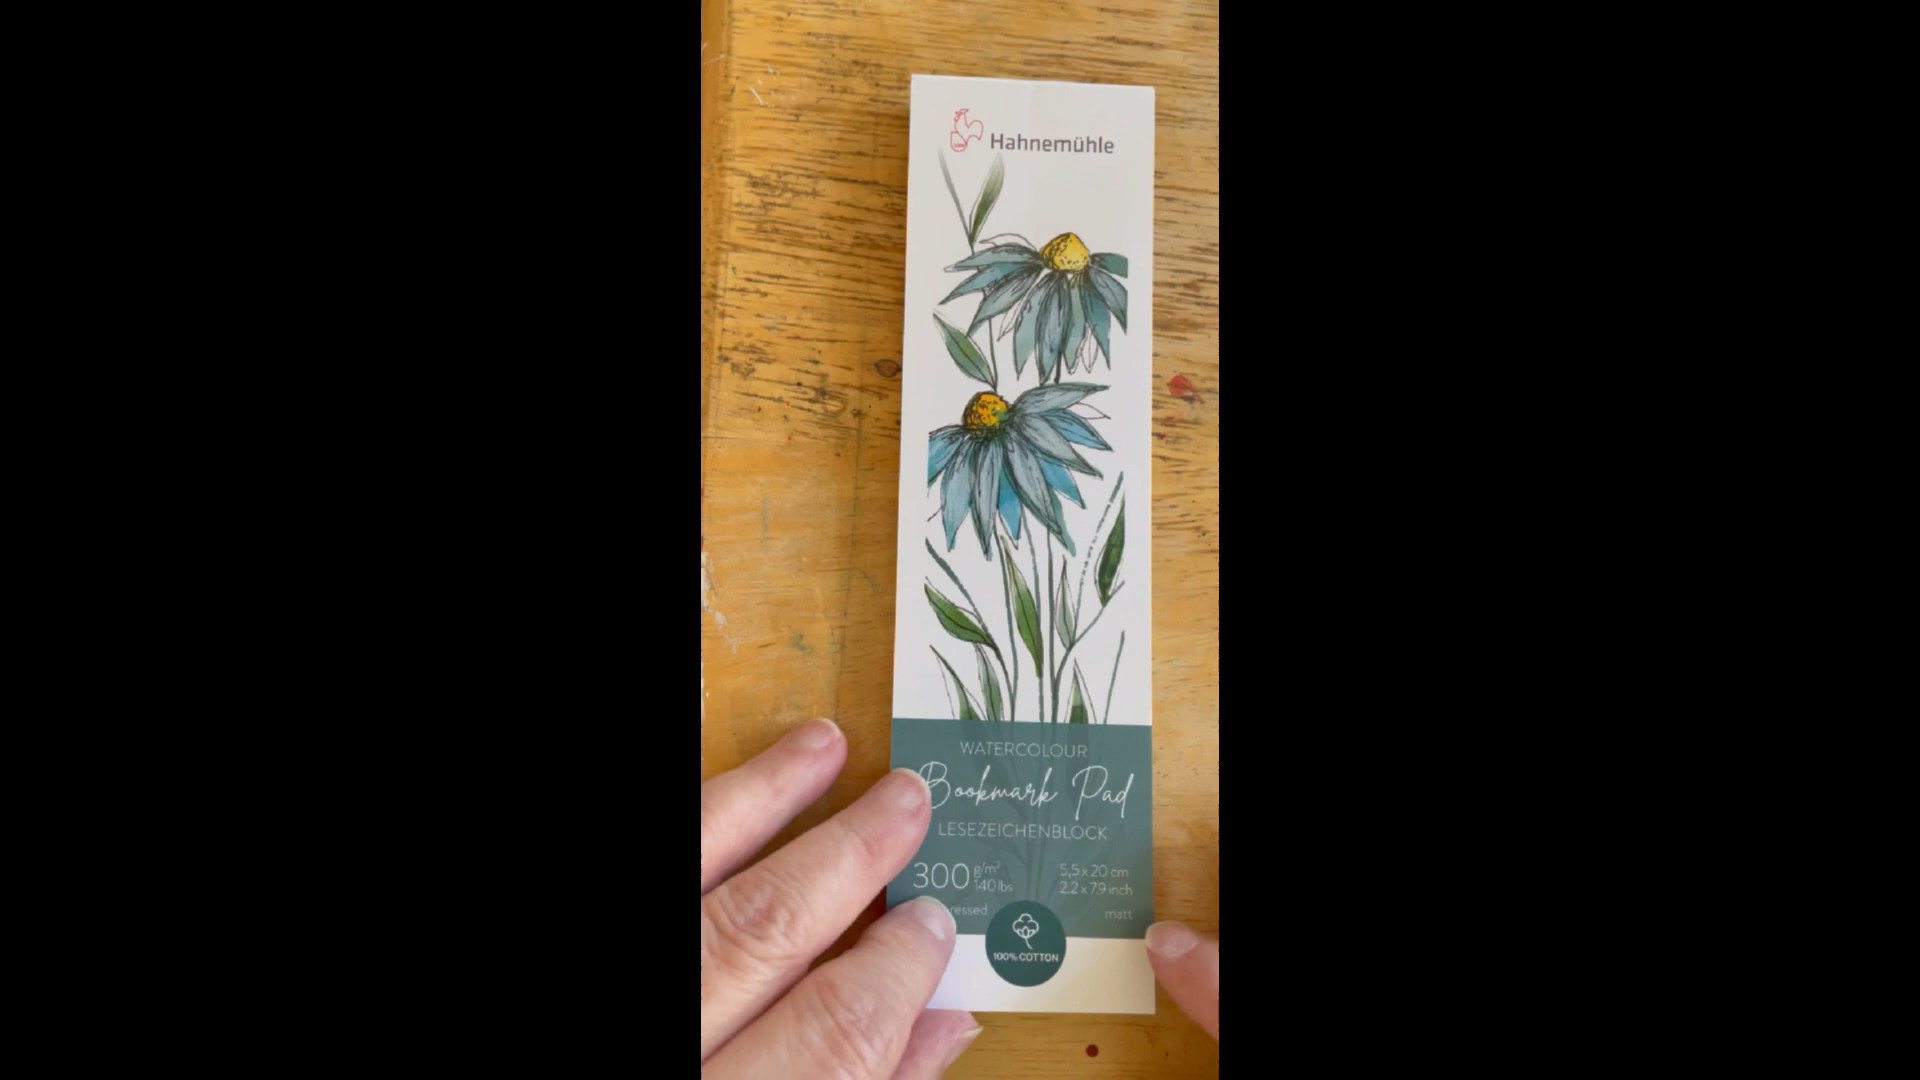 Hahnemühle
WATERCOLOUR
Bookmark Pad
LESEZEICHENBLOCK
300 g/m² 140 lbs
5,5 x 20 cm
2.2 x 7.9 inch
matt
100% COTTON